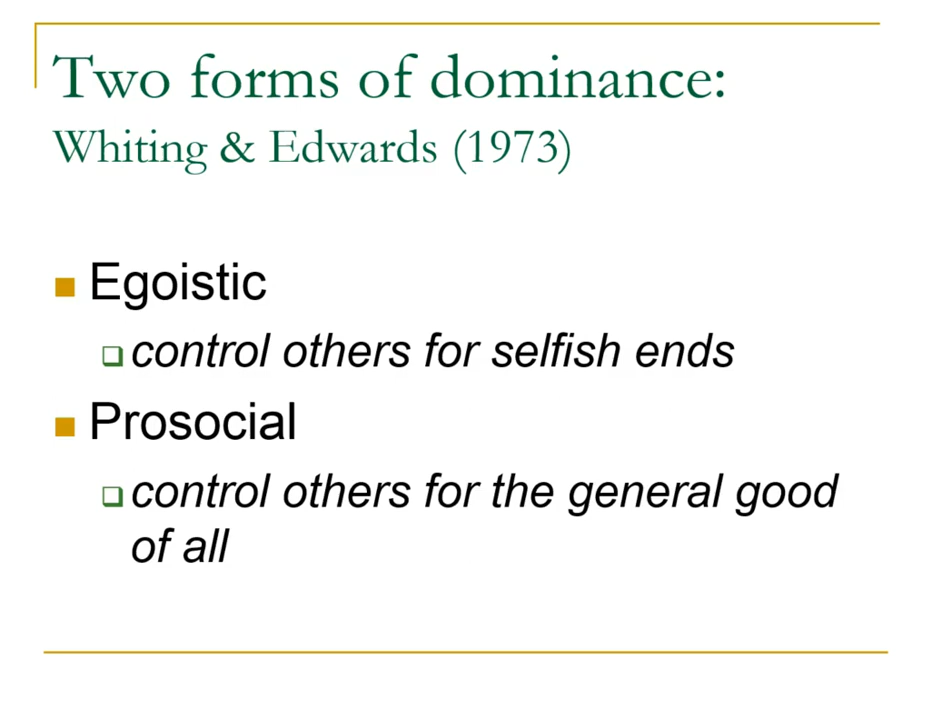 Two forms of dominance:
Whiting & Edwards (1973)
Egoistic
control others for selfish ends
Prosocial
control others for the general good
of all